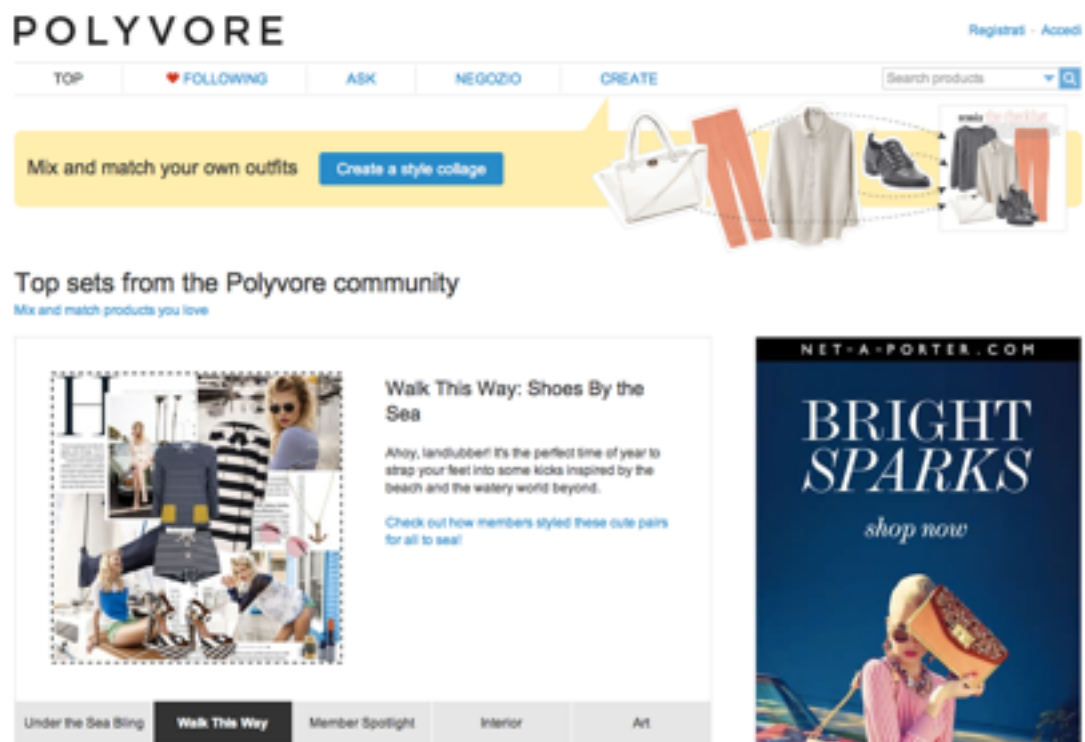 POLYVORE
Registrati · Accedi
TOP
FOLLOWING
ASK
NEGOZIO
CREATE
Search products
Mix and match your own outfits
Create a style collage
Top sets from the Polyvore community
Mix and match products you love
H
Walk This Way: Shoes By the
Sea
Ahoy, landlubber! It's the perfect time of year to
strap your feet into some kicks inspired by the
beach and the watery world beyond.
Check out how members styled these cute pairs
for all to sea!
NET-A-PORTER.COM
BRIGHT
SPARKS
shop now
Under the Sea Bling
Walk This Way
Member Spotlight
Interior
Art